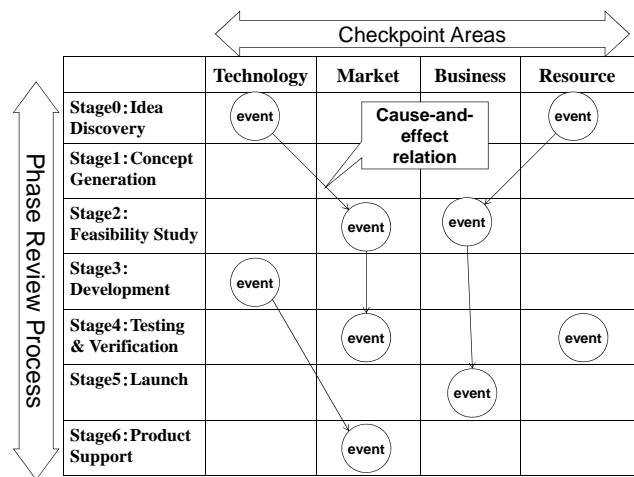 Checkpoint Areas
Technology Market Business Resource
Phase Review Process
Stage0:Idea
Discovery
event
event
Cause-and-
effect
relation
Stage1:Concept
Generation
Stage2:
Feasibility Study
event
event
Stage3:
Development
event
Stage4:Testing
& Verification
event
event
Stage5:Launch
event
Stage6:Product
Support
event